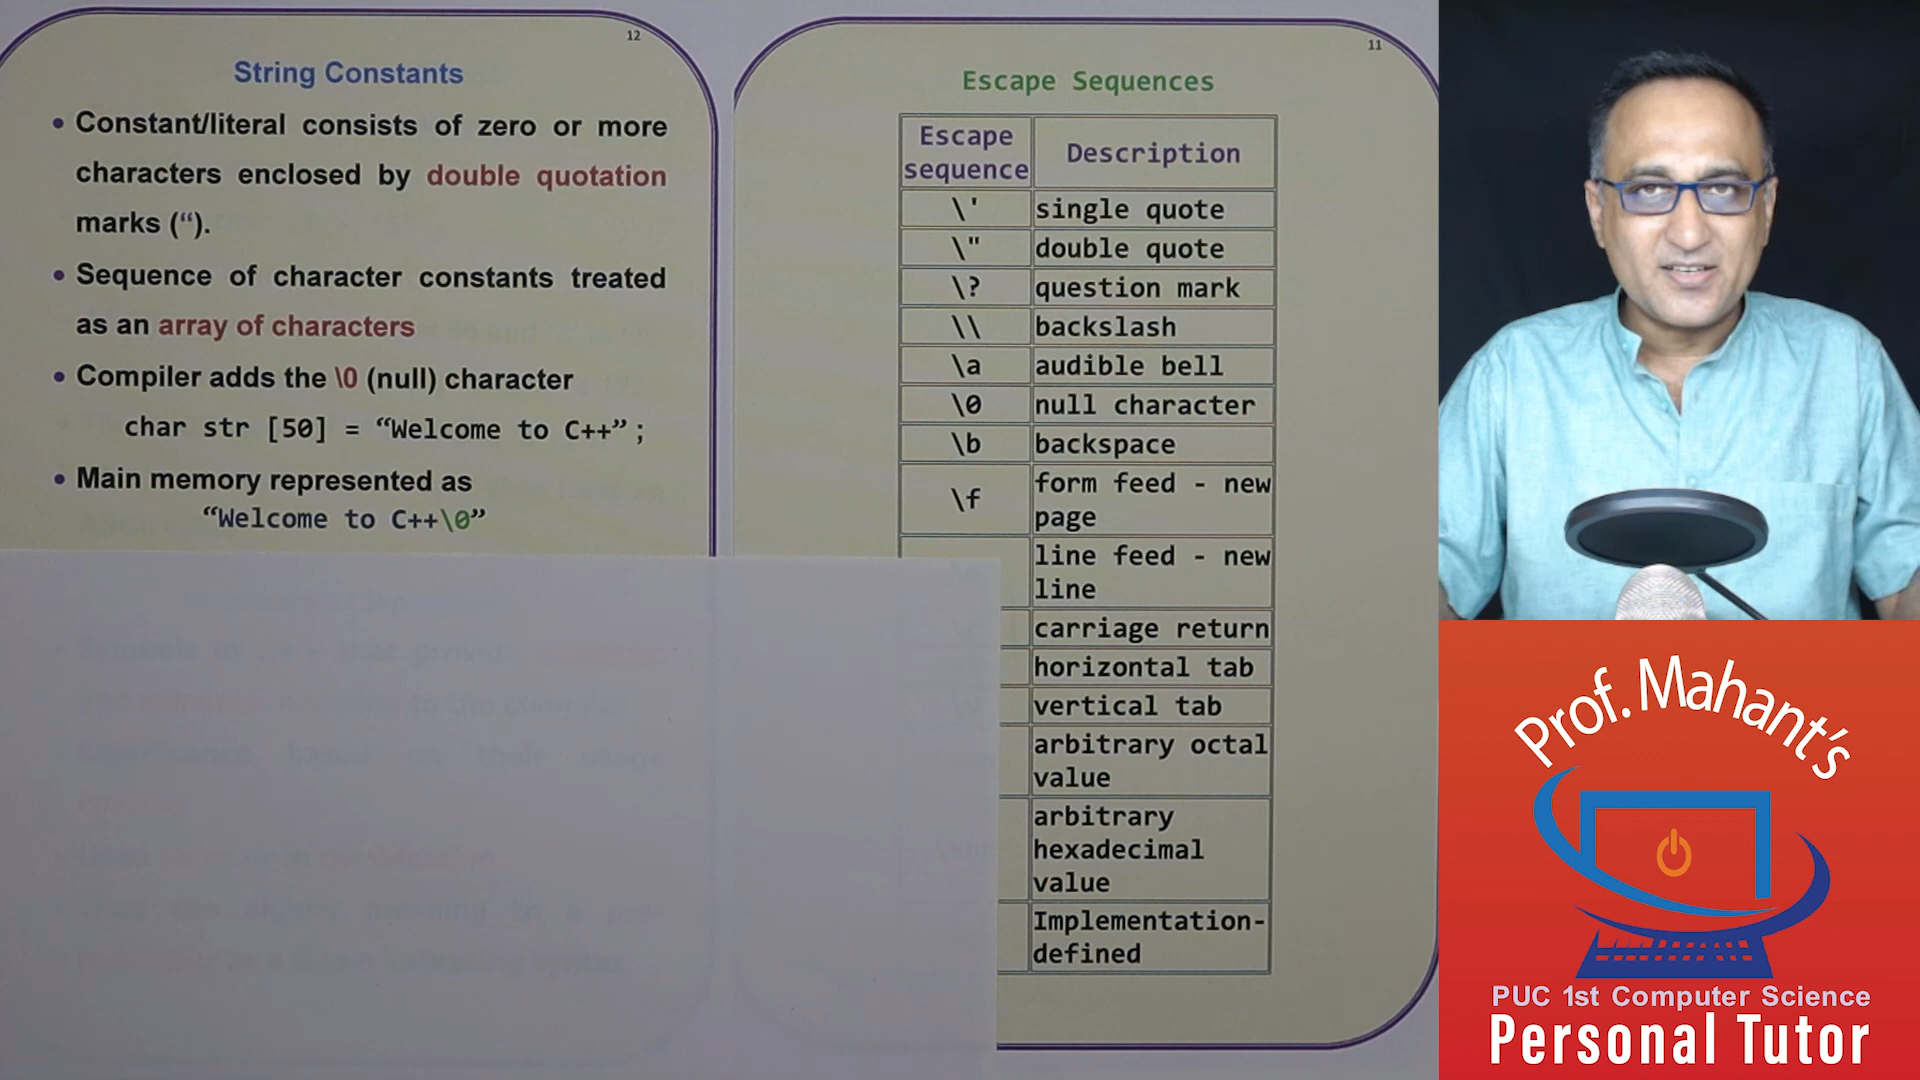 12
String Constants
• Constant/literal consists of zero or more
characters enclosed by double quotation
marks (“).
• Sequence of character constants treated
as an array of characters
• Compiler adds the \0 (null) character
char str [50] = “Welcome to C++”;
• Main memory represented as
“Welcome to C++\0”
11
Escape Sequences
Escape sequence Description
\' single quote
\" double quote
\? question mark
\\ backslash
\a audible bell
\0 null character
\b backspace
\f form feed - new
page
line feed - new
line
carriage return
horizontal tab
vertical tab
arbitrary octal
value
arbitrary
hexadecimal
value
Implementation-
defined
Prof. Mahant's
PUC 1st Computer Science
Personal Tutor